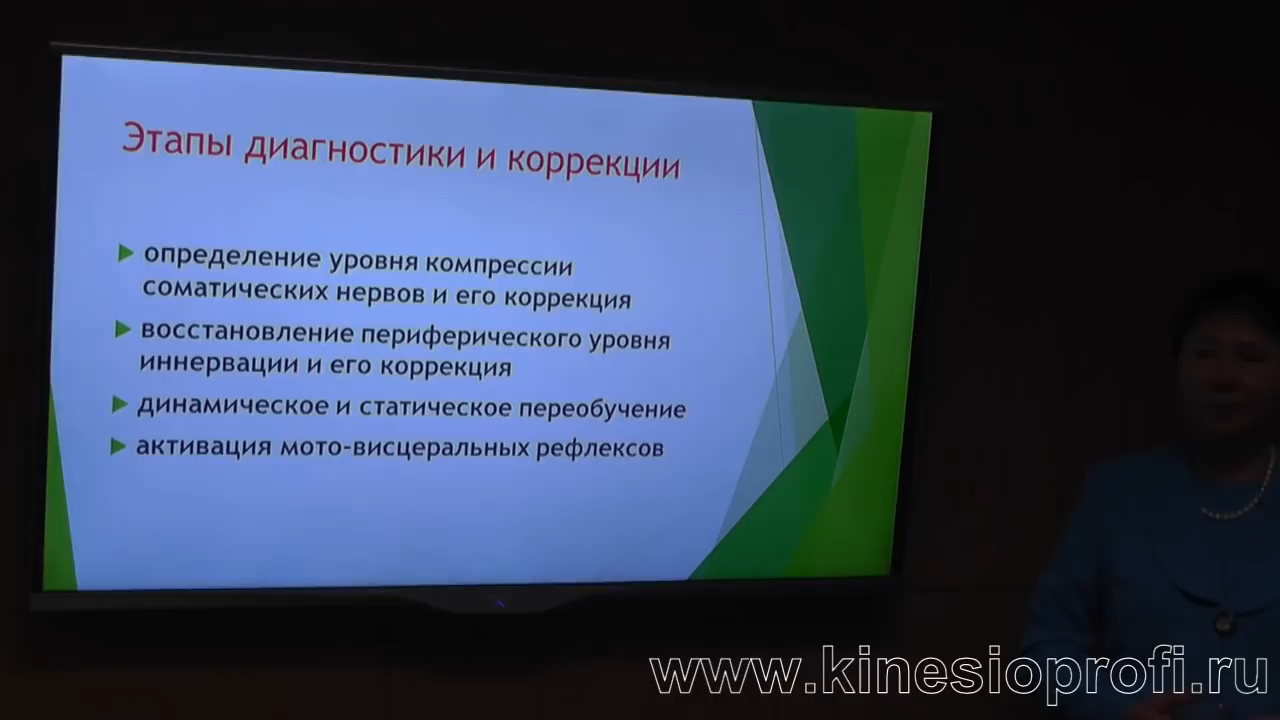 Этапы диагностики и коррекции
определение уровня компрессии
соматических нервов и его коррекция
восстановление периферического уровня
иннервации и его коррекция
динамическое и статическое переобучение
активация мото-висцеральных рефлексов
www.kinesioprofi.ru